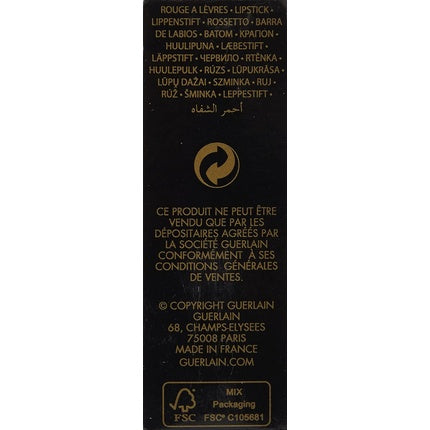 ROUGE A LÈVRES • LIPSTICK •
LIPPENSTIFT • ROSSETTO • BARRA
DE LABIOS • BATOM • КРАПОН •
HUULIPUNA • LÆBESTIFT •
LÄPPSTIFT • ЧЕРВИЛО • RTĚNKA •
HUULEPULK • RÚZS • LŪPUKRĀSA •
LŪPŲ DAŽAI • SZMINKA • RUJ •
RÚŽ • ŠMINKA • LEPPESTIFT •
أحمر الشفاه
CE PRODUIT NE PEUT ÊTRE
VENDU QUE PAR LES
DÉPOSITAIRES AGRÉÉS PAR
LA SOCIÉTÉ GUERLAIN
CONFORMÉMENT À SES
CONDITIONS GÉNÉRALES
DE VENTES.
© COPYRIGHT GUERLAIN
GUERLAIN
68, CHAMPS-ELYSEES
75008 PARIS
MADE IN FRANCE
GUERLAIN.COM
MIX
Packaging
FSC
FSC® C105681